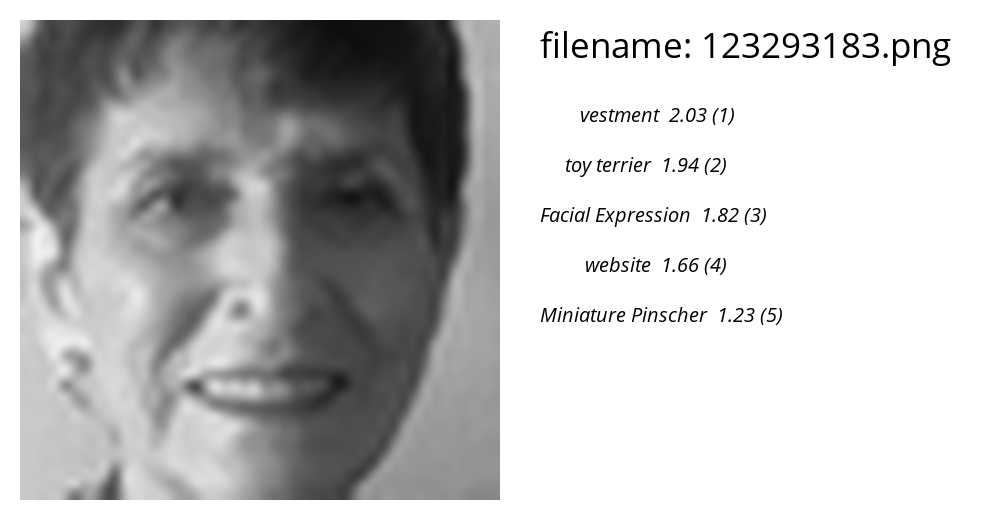 filename: 123293183.png
vestment 2.03 (1)
toy terrier 1.94 (2)
Facial Expression 1.82 (3)
website 1.66 (4)
Miniature Pinscher 1.23 (5)